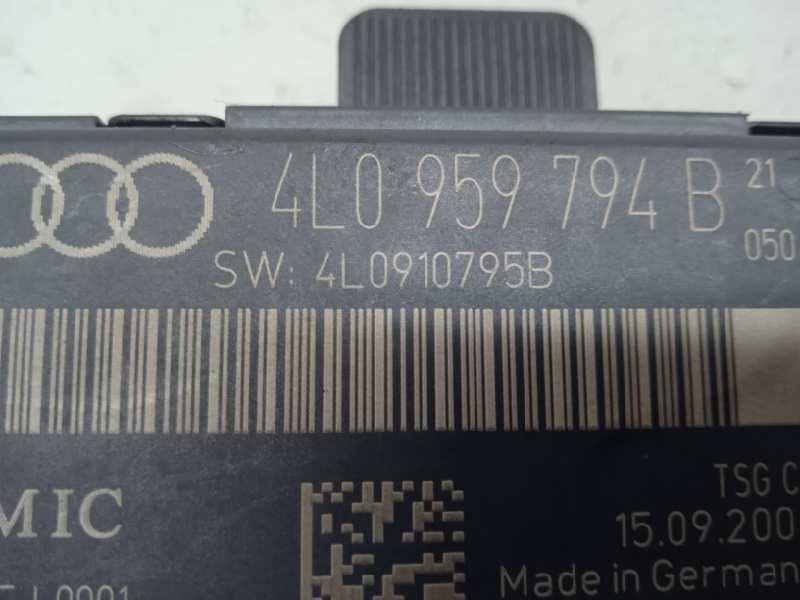 4L0 959 794 B 21
050
SW: 4L0910795B
MIC
TSG C
15.09.200
Made in German